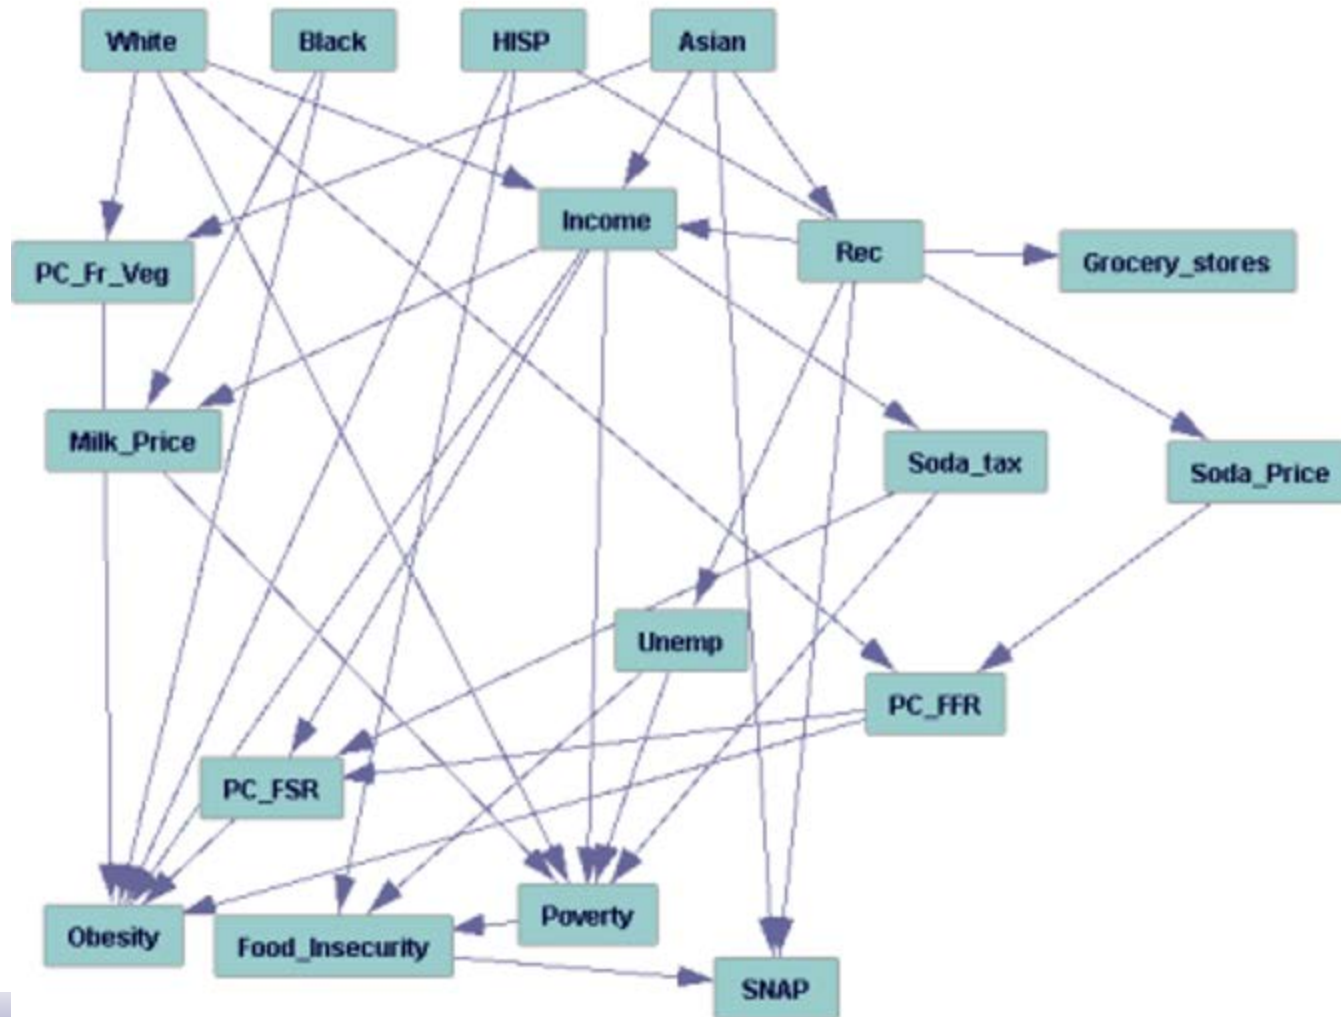 White
Black
HISP
Asian
Income
Rec
Grocery_stores
PC_Fr_Veg
Milk_Price
Soda_tax
Soda_Price
Unemp
PC_FFR
PC_FSR
Obesity
Food_Insecurity
Poverty
SNAP